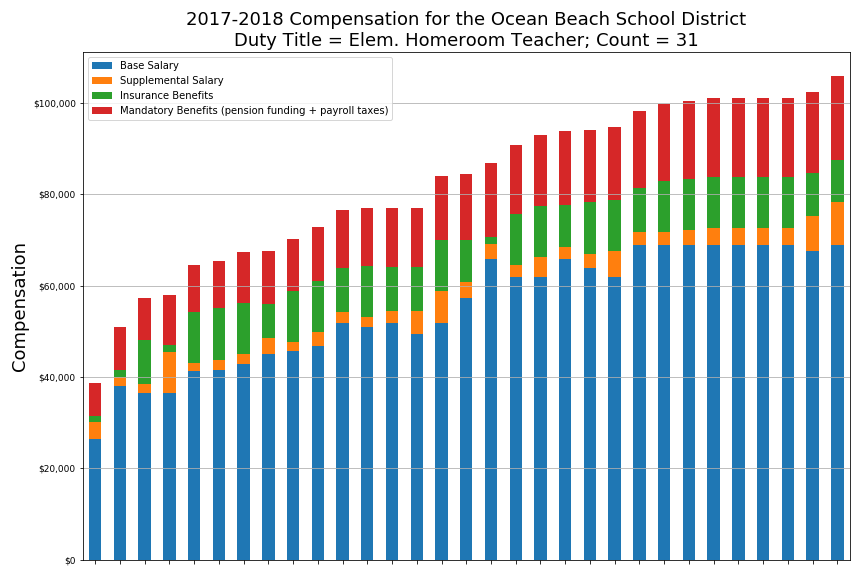 2017-2018 Compensation for the Ocean Beach School District
Duty Title = Elem. Homeroom Teacher; Count = 31
Base Salary
Supplemental Salary
Insurance Benefits
Mandatory Benefits (pension funding + payroll taxes)
$100,000
$80,000
$60,000
$40,000
$20,000
$0
Compensation